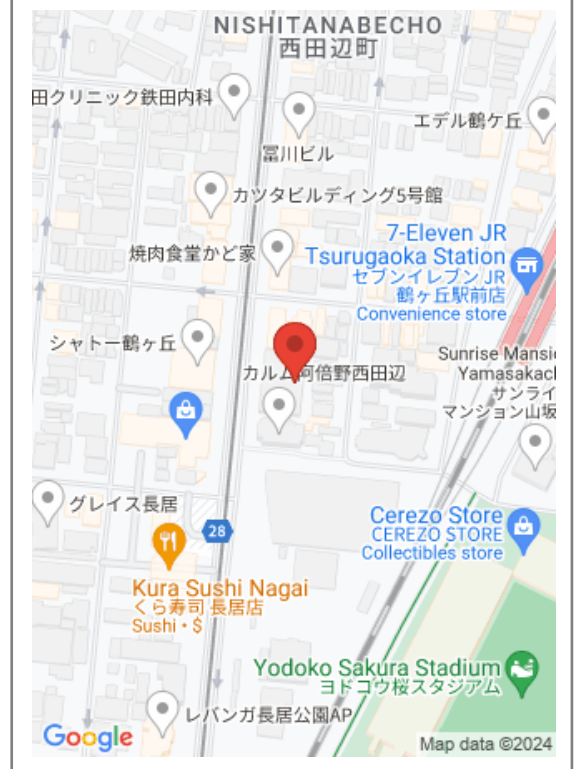 NISHITANABECHO
西田辺町
田クリニック鉄田内科
冨川ビル
エデル鶴ケ丘
カツタビルディング5号館
焼肉食堂かど家
7-Eleven JR
Tsurugaoka Station
セブンイレブン JR
鶴ヶ丘駅前店
Convenience store
シャトー鶴ヶ丘
カルム阿倍野西田辺
Sunrise Mansio
Yamasakach
サンライ
マンション山坂
グレイス長居
28
Cerezo Store
CEREZO STORE
Collectibles store
Kura Sushi Nagai
くら寿司 長居店
Sushi • $
Yodoko Sakura Stadium
ヨドコウ桜スタジアム
レバンガ長居公園AP
Google
Map data ©2024